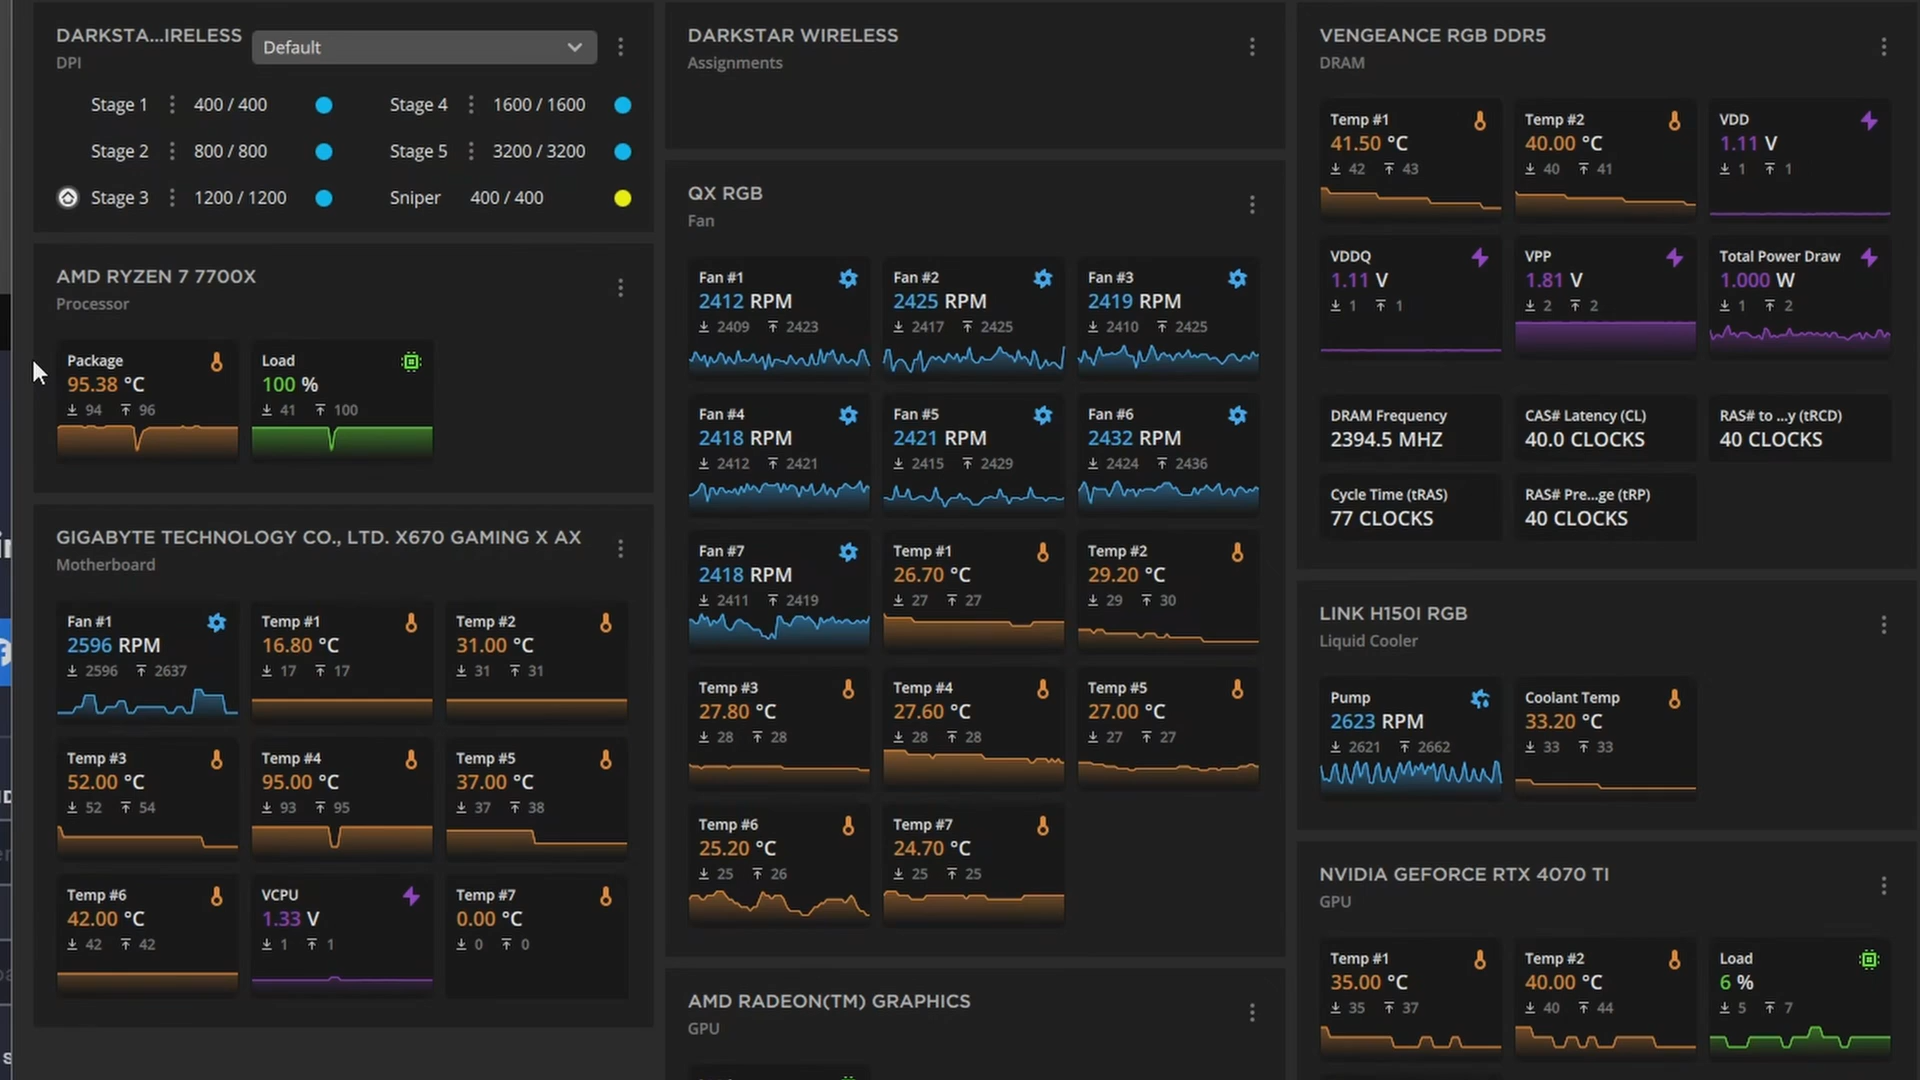 DARKSTA...IRELESS
Default
DPI
Stage 1 400 / 400
Stage 4 1600 / 1600
Stage 2 800 / 800
Stage 5 3200 / 3200
Stage 3 1200 / 1200
Sniper 400 / 400
AMD RYZEN 7 7700X
Processor
Package
95.38 °C
94 96
Load
100 %
41 100
GIGABYTE TECHNOLOGY CO., LTD. X670 GAMING X AX
Motherboard
Fan #1
2596 RPM
2596 2637
Temp #1
16.80 °C
17 17
Temp #2
31.00 °C
31 31
Temp #3
52.00 °C
52 54
Temp #4
95.00 °C
93 95
Temp #5
37.00 °C
37 38
Temp #6
42.00 °C
42 42
VCPU
1.33 V
1 1
Temp #7
0.00 °C
0 0
DARKSTAR WIRELESS
Assignments
QX RGB
Fan
Fan #1
2412 RPM
2409 2423
Fan #2
2425 RPM
2417 2425
Fan #3
2419 RPM
2410 2425
Fan #4
2418 RPM
2412 2421
Fan #5
2421 RPM
2415 2429
Fan #6
2432 RPM
2424 2436
Fan #7
2418 RPM
2411 2419
Temp #1
26.70 °C
27 27
Temp #2
29.20 °C
29 30
Temp #3
27.80 °C
28 28
Temp #4
27.60 °C
28 28
Temp #5
27.00 °C
27 27
Temp #6
25.20 °C
25 26
Temp #7
24.70 °C
25 25
AMD RADEON(TM) GRAPHICS
GPU
VENGEANCE RGB DDR5
DRAM
Temp #1
41.50 °C
42 43
Temp #2
40.00 °C
40 41
VDD
1.11 V
1 1
VDDQ
1.11 V
1 1
VPP
1.81 V
2 2
Total Power Draw
1.000 W
1 2
DRAM Frequency
2394.5 MHZ
CAS# Latency (CL)
40.0 CLOCKS
RAS# to ...y (tRCD)
40 CLOCKS
Cycle Time (tRAS)
77 CLOCKS
RAS# Pre...ge (tRP)
40 CLOCKS
LINK H150I RGB
Liquid Cooler
Pump
2623 RPM
2621 2662
Coolant Temp
33.20 °C
33 33
NVIDIA GEFORCE RTX 4070 TI
GPU
Temp #1
35.00 °C
35 37
Temp #2
40.00 °C
40 44
Load
6 %
5 7